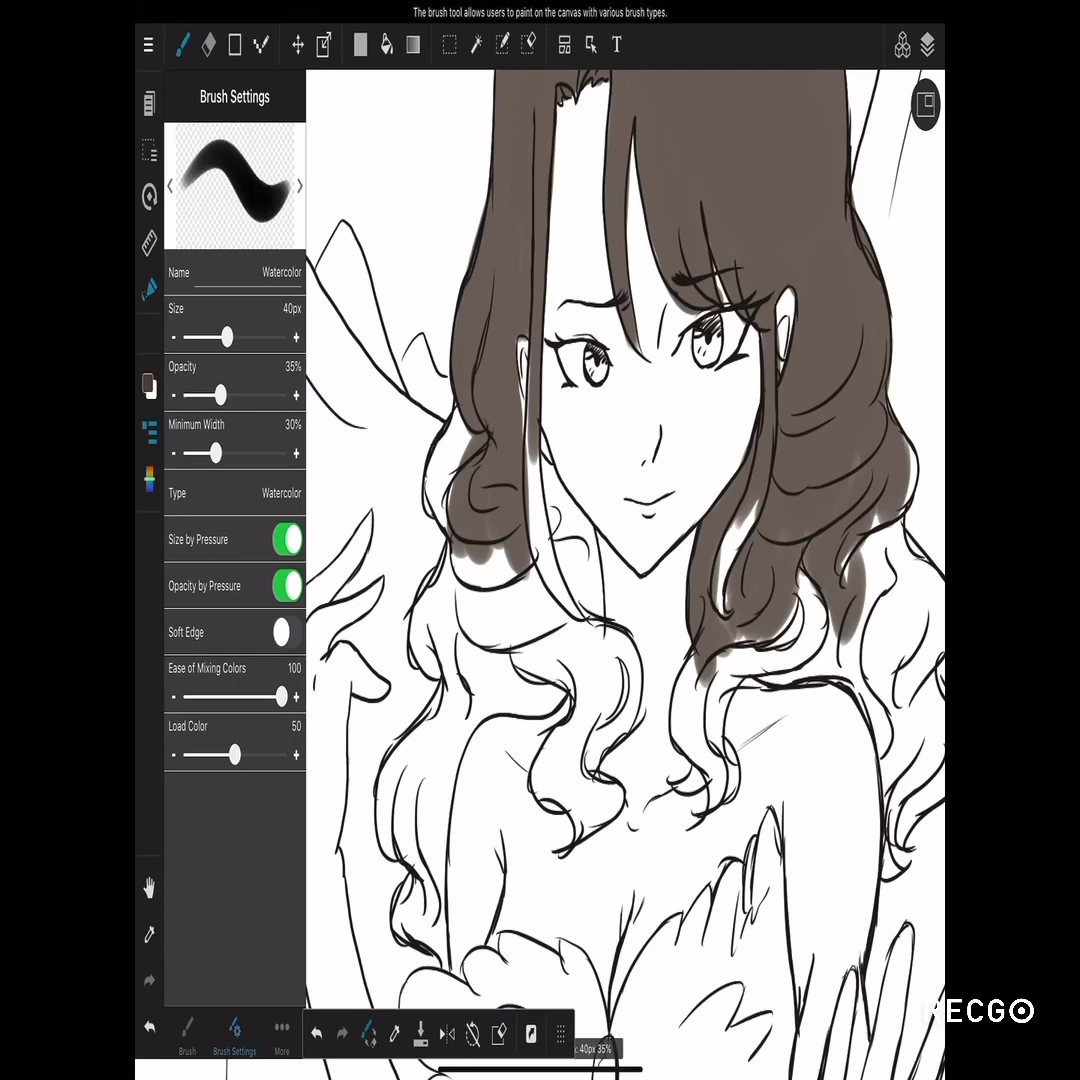 The brush tool allows users to paint on the canvas with various brush types.
T
Brush Settings
Name Watercolor
Size 40px
- +
Opacity 35%
- +
Minimum Width 30%
- +
Type Watercolor
Size by Pressure
Opacity by Pressure
Soft Edge
Ease of Mixing Colors 100
- +
Load Color 50
- +
RECGO
Brush Brush Settings More
: 40px 35%